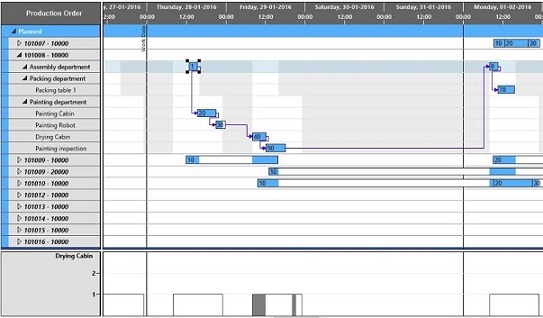 Production Order
, 27-01-2016 Thursday, 28-01-2016 Friday, 29-01-2016 Saturday, 30-01-2016 Sunday, 31-01-2016 Monday, 01-02-2016
2:00 00:00 12:00 00:00 12:00 00:00 12:00 00:00 12:00 00:00 12:00
Planned
Work Date
101007 - 10000 10 20 30
101008 - 10000
Assembly department
Packing department
Packing table 1
Painting department
Painting Cabin 20
Painting Robot 30
Drying Cabin 40
Painting inspection 50
101009 - 10000 10 20
101009 - 20000 10
101010 - 10000 10 20 30
101012 - 10000
101013 - 10000
101014 - 10000
101015 - 10000
101016 - 10000
Drying Cabin
2
1